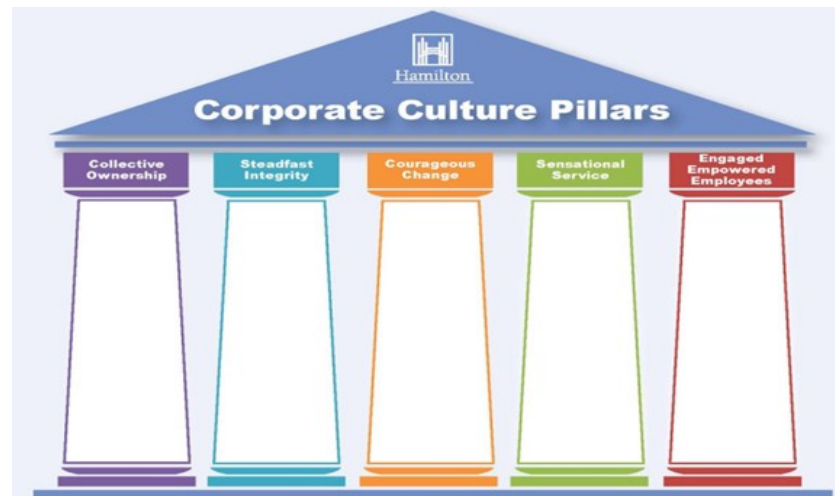 Hamilton
Corporate Culture Pillars
Collective
Ownership
Steadfast
Integrity
Courageous
Change
Sensational
Service
Engaged
Empowered
Employees